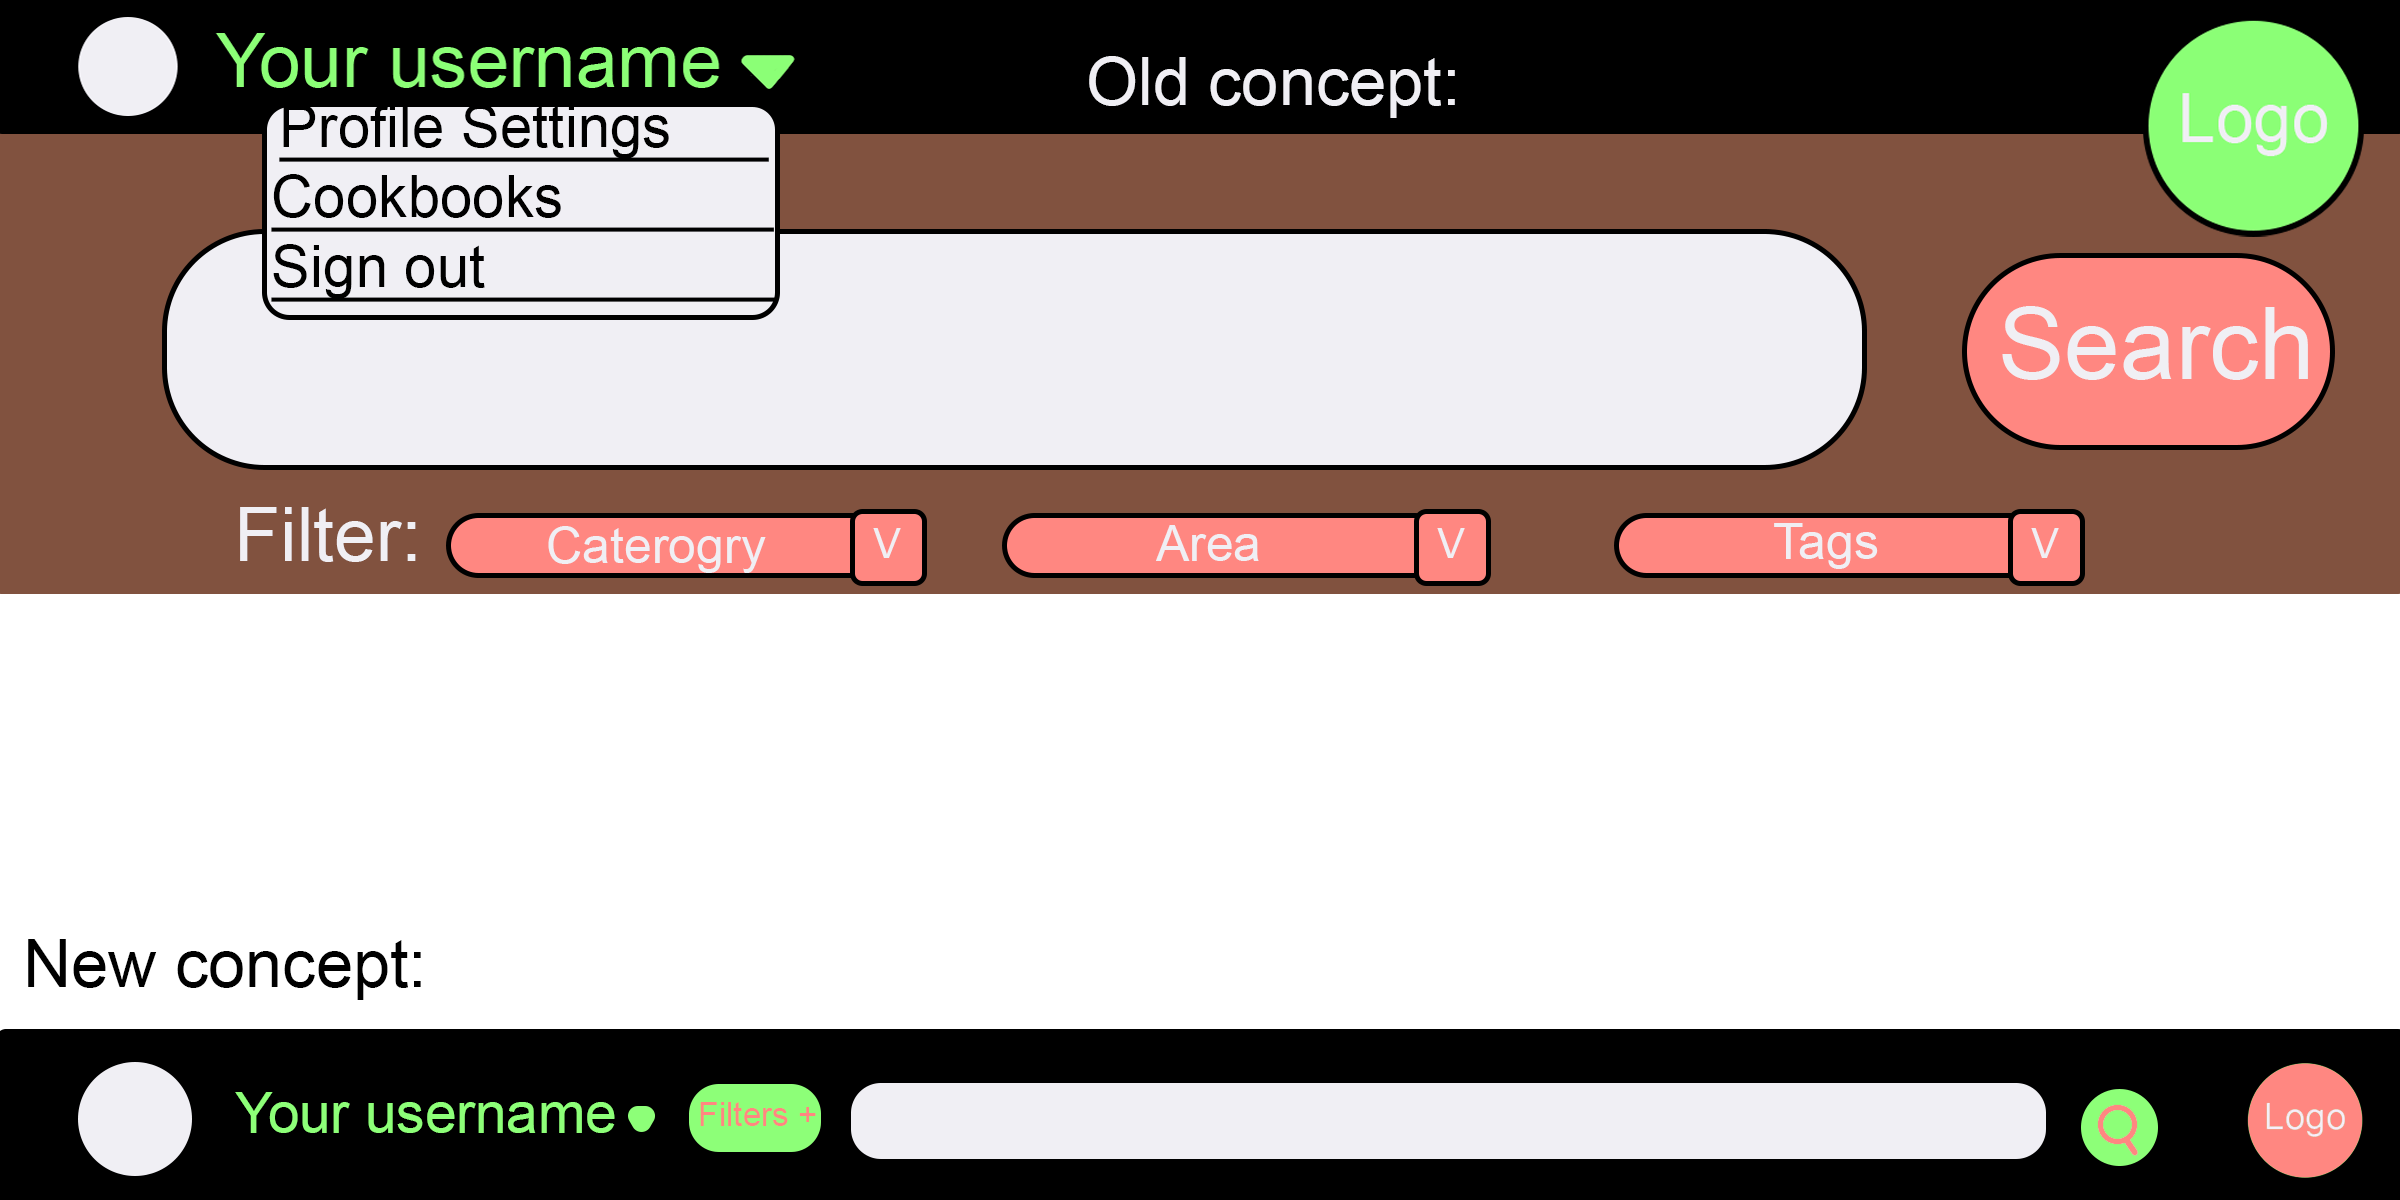 Your username
Old concept:
Logo
Profile Settings
Cookbooks
Sign out
Search
Filter:
Caterogry
V
Area
V
Tags
V
New concept:
Your username
Filters +
Logo